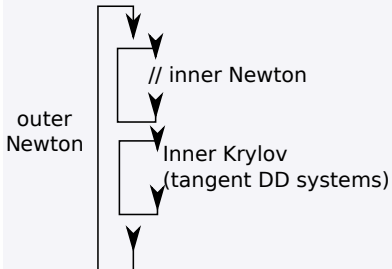 // inner Newton
outer
Newton
Inner Krylov
(tangent DD systems)